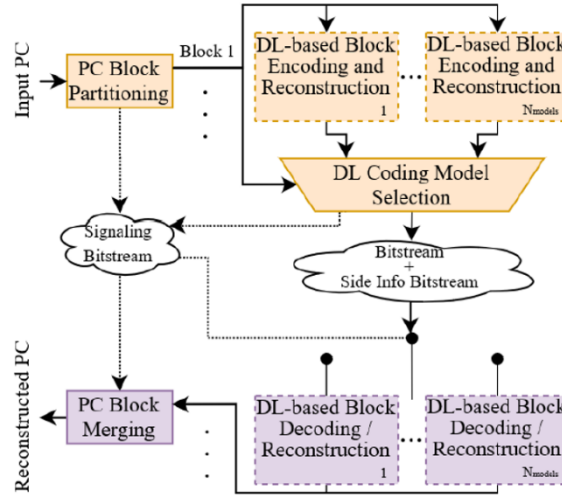 Input PC
PC Block
Partitioning
Block 1
DL-based Block
Encoding and
Reconstruction
1
DL-based Block
Encoding and
Reconstruction
Nmodels
DL Coding Model
Selection
Signaling
Bitstream
Bitstream
+
Side Info Bitstream
Reconstructed PC
PC Block
Merging
DL-based Block
Decoding /
Reconstruction
1
DL-based Block
Decoding /
Reconstruction
Nmodels